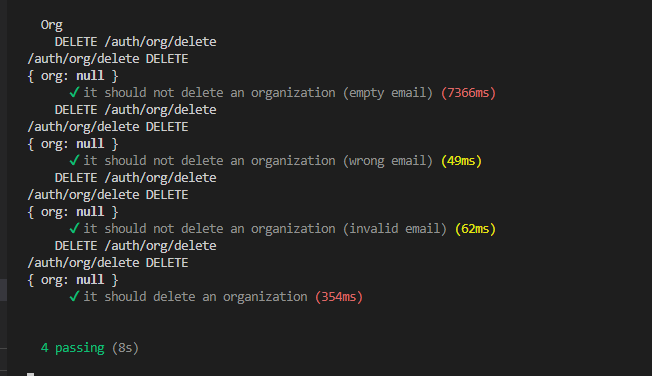 Org
DELETE /auth/org/delete
/auth/org/delete DELETE
{ org: null }
✓ it should not delete an organization (empty email) (7366ms)
DELETE /auth/org/delete
/auth/org/delete DELETE
{ org: null }
✓ it should not delete an organization (wrong email) (49ms)
DELETE /auth/org/delete
/auth/org/delete DELETE
{ org: null }
✓ it should not delete an organization (invalid email) (62ms)
DELETE /auth/org/delete
/auth/org/delete DELETE
{ org: null }
✓ it should delete an organization (354ms)
4 passing (8s)